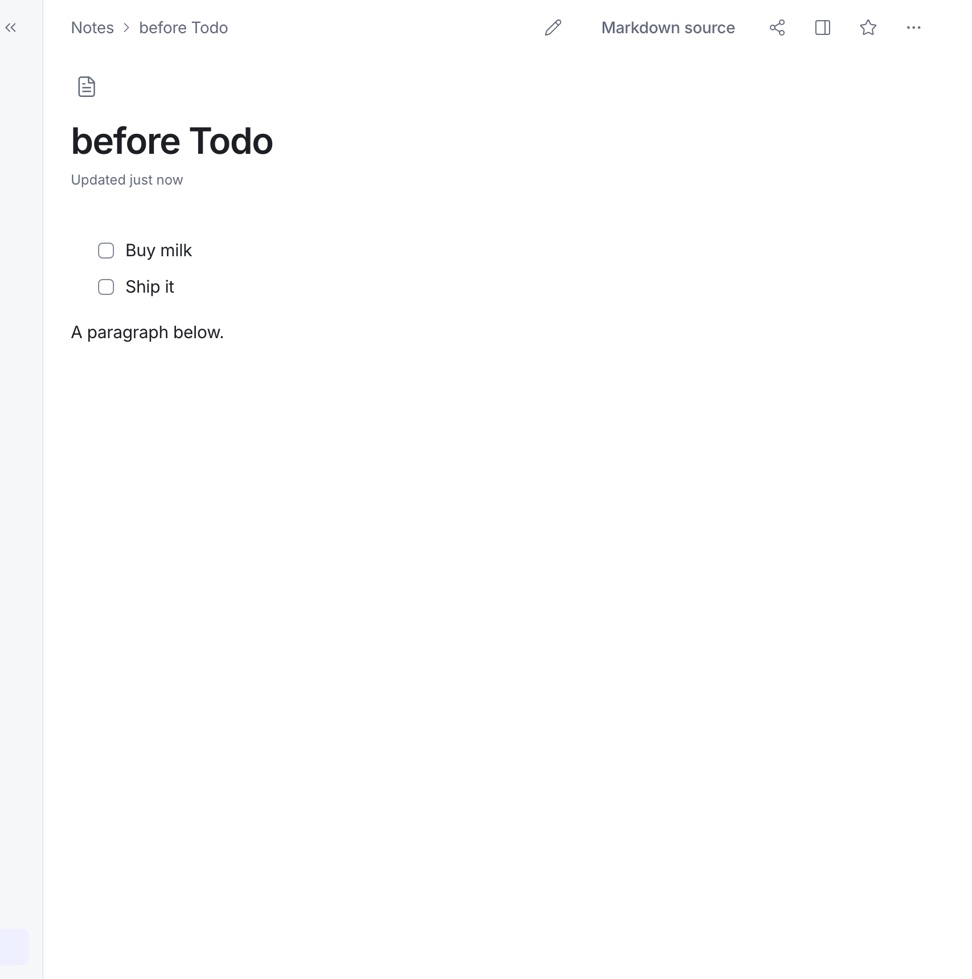 Notes > before Todo
Markdown source
before Todo
Updated just now
Buy milk
Ship it
A paragraph below.